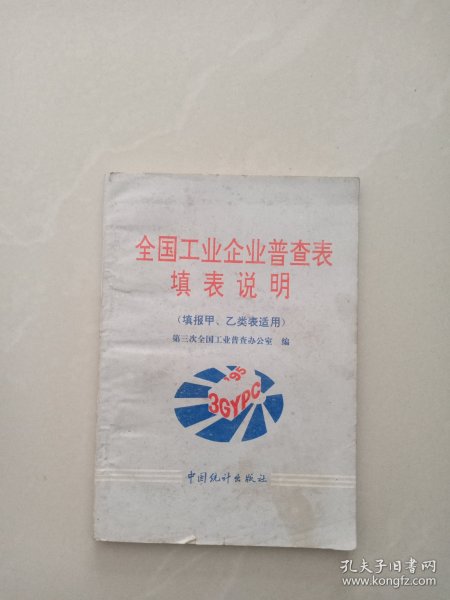 全国工业企业普查表
填表说明
(填报甲、乙类表适用)
第三次全国工业普查办公室 编
'95
3GYPC
中国统计出版社
孔夫子旧书网
www.kongfz.com